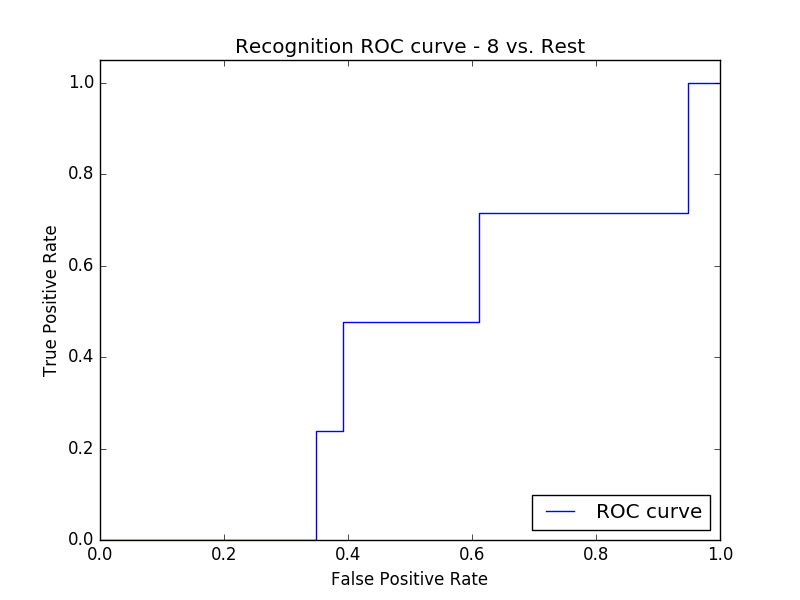 Recognition ROC curve - 8 vs. Rest
1.0
0.8
0.6
0.4
0.2
0.0
True Positive Rate
0.0 0.2 0.4 0.6 0.8 1.0
False Positive Rate
ROC curve